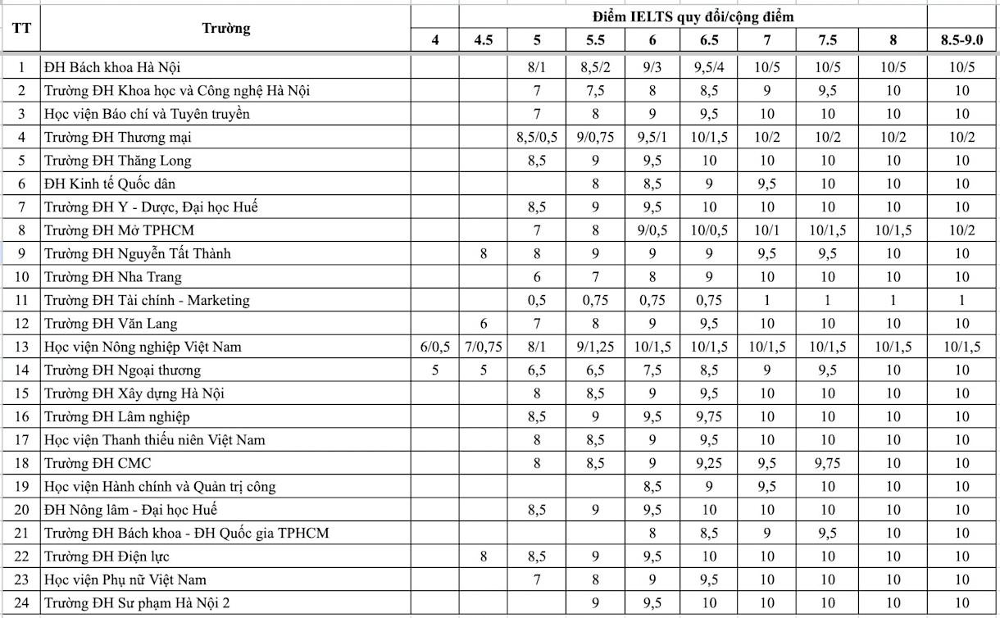 TT Trường Điểm IELTS quy đổi/cộng điểm
4 4.5 5 5.5 6 6.5 7 7.5 8 8.5-9.0
1 ĐH Bách khoa Hà Nội 8/1 8,5/2 9/3 9,5/4 10/5 10/5 10/5 10/5
2 Trường ĐH Khoa học và Công nghệ Hà Nội 7 7,5 8 8,5 9 9,5 10 10
3 Học viện Báo chí và Tuyên truyền 7 8 9 9,5 10 10 10 10
4 Trường ĐH Thương mại 8,5/0,5 9/0,75 9,5/1 10/1,5 10/2 10/2 10/2 10/2
5 Trường ĐH Thăng Long 8,5 9 9,5 10 10 10 10 10
6 ĐH Kinh tế Quốc dân 8 8,5 9 9,5 10 10 10
7 Trường ĐH Y - Dược, Đại học Huế 8,5 9 9,5 10 10 10 10 10
8 Trường ĐH Mở TPHCM 7 8 9/0,5 10/0,5 10/1 10/1,5 10/1,5 10/2
9 Trường ĐH Nguyễn Tất Thành 8 8 9 9 9 9,5 9,5 10 10
10 Trường ĐH Nha Trang 6 7 8 9 10 10 10 10
11 Trường ĐH Tài chính - Marketing 0,5 0,75 0,75 0,75 1 1 1 1
12 Trường ĐH Văn Lang 6 7 8 9 9,5 10 10 10 10
13 Học viện Nông nghiệp Việt Nam 6/0,5 7/0,75 8/1 9/1,25 10/1,5 10/1,5 10/1,5 10/1,5 10/1,5 10/1,5
14 Trường ĐH Ngoại thương 5 5 6,5 6,5 7,5 8,5 9 9,5 10 10
15 Trường ĐH Xây dựng Hà Nội 8 8,5 9 9,5 10 10 10 10
16 Trường ĐH Lâm nghiệp 8,5 9 9,5 9,75 10 10 10 10
17 Học viện Thanh thiếu niên Việt Nam 8 8,5 9 9,5 10 10 10 10
18 Trường ĐH CMC 8 8,5 9 9,25 9,5 9,75 10 10
19 Học viện Hành chính và Quản trị công 8,5 9 9,5 10 10 10
20 ĐH Nông lâm - Đại học Huế 8,5 9 9,5 10 10 10 10 10
21 Trường ĐH Bách khoa - ĐH Quốc gia TPHCM 8 8,5 9 9,5 10 10
22 Trường ĐH Điện lực 8 8,5 9 9,5 10 10 10 10 10
23 Học viện Phụ nữ Việt Nam 7 8 9 9,5 10 10 10 10
24 Trường ĐH Sư phạm Hà Nội 2 9 9,5 10 10 10 10 10